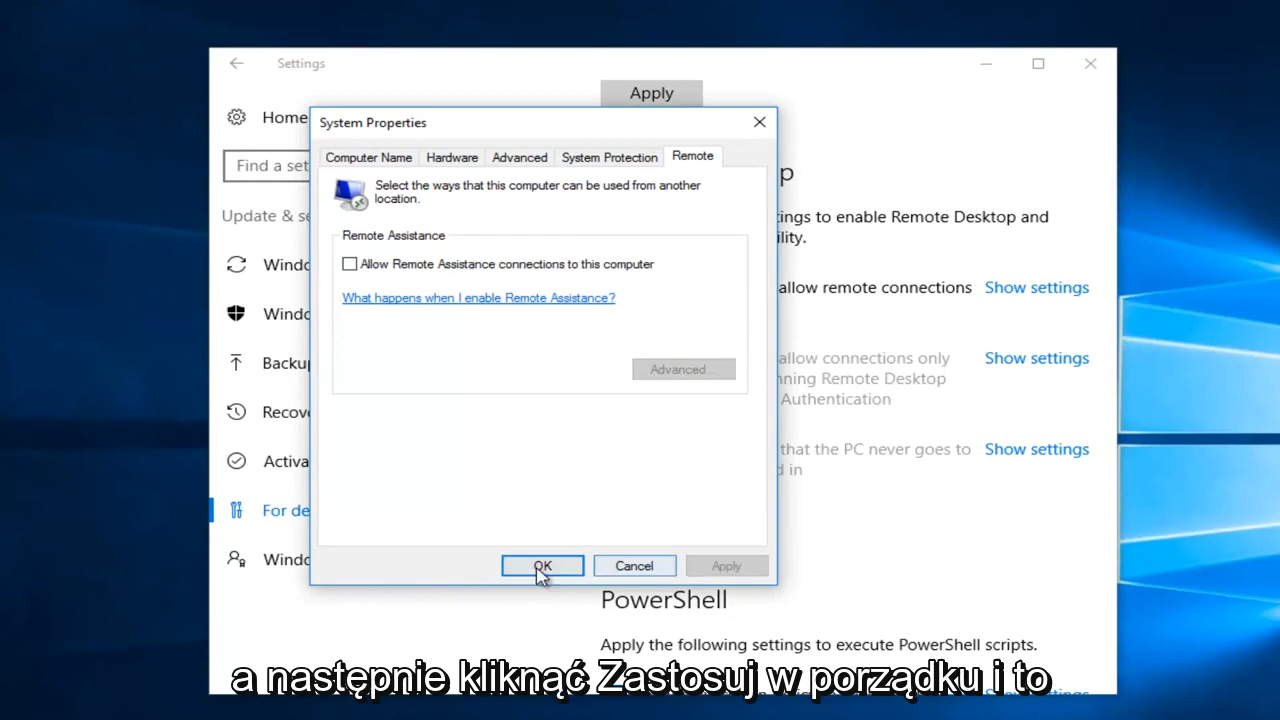 Settings
Apply
Home
System Properties
Computer Name
Hardware
Advanced
System Protection
Remote
Find a set
Select the ways that this computer can be used from another
location.
Update & se
ings to enable Remote Desktop and
ility.
Remote Assistance
Windo
Allow Remote Assistance connections to this computer
allow remote connections
Show settings
What happens when I enable Remote Assistance?
Windo
Backup
Advanced...
allow connections only
Show settings
nning Remote Desktop
Authentication
Recov
that the PC never goes to
Show settings
d in
Activa
For de
Windo
OK
Cancel
Apply
PowerShell
Apply the following settings to execute PowerShell scripts.
a następnie kliknąć Zastosuj w porządku i to